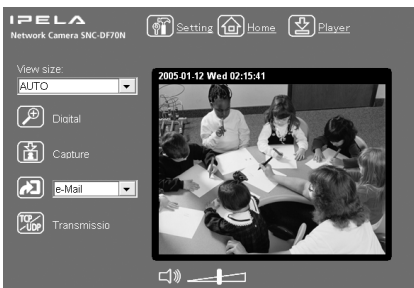 IPELA
Network Camera SNC-DF70N
Setting Home Player
View size:
AUTO
2005-01-12 Wed 02:15:41
Digital
Capture
e-Mail
TCP/UDP Transmissio